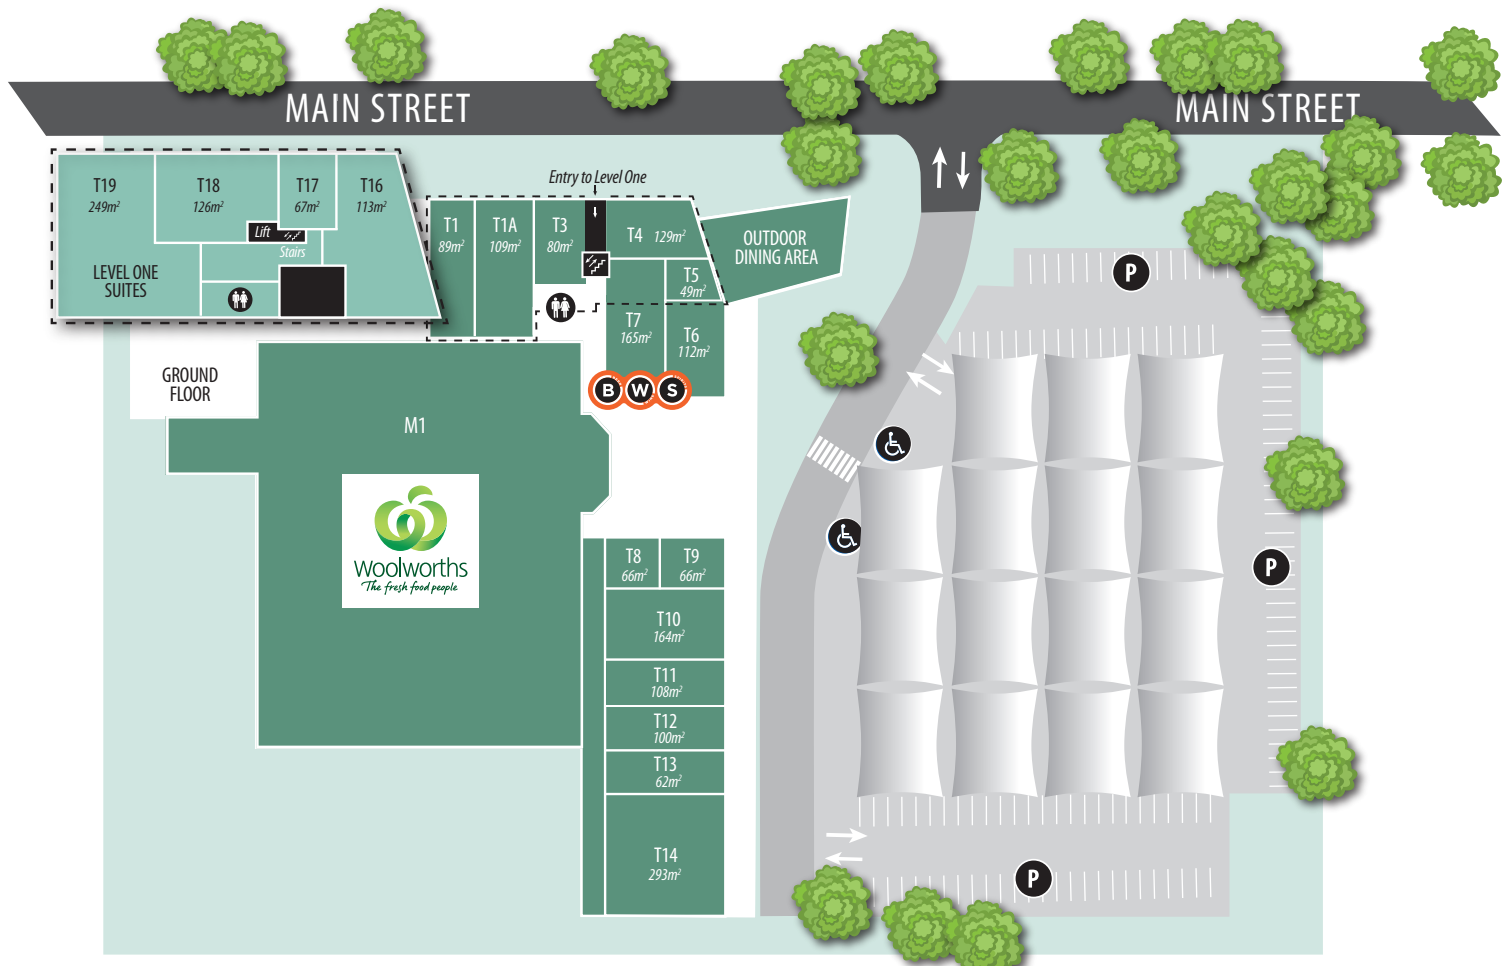 MAIN STREET
MAIN STREET
T19
249m²
T18
126m²
T17
67m²
T16
113m²
Lift
Stairs
LEVEL ONE
SUITES
Entry to Level One
T1
89m²
T1A
109m²
T3
80m²
T4 129m²
T5
49m²
OUTDOOR
DINING AREA
T7
165m²
T6
112m²
B W S
GROUND
FLOOR
M1
Woolworths
The fresh food people
T8
66m²
T9
66m²
T10
164m²
T11
108m²
T12
100m²
T13
62m²
T14
293m²
P
P
P